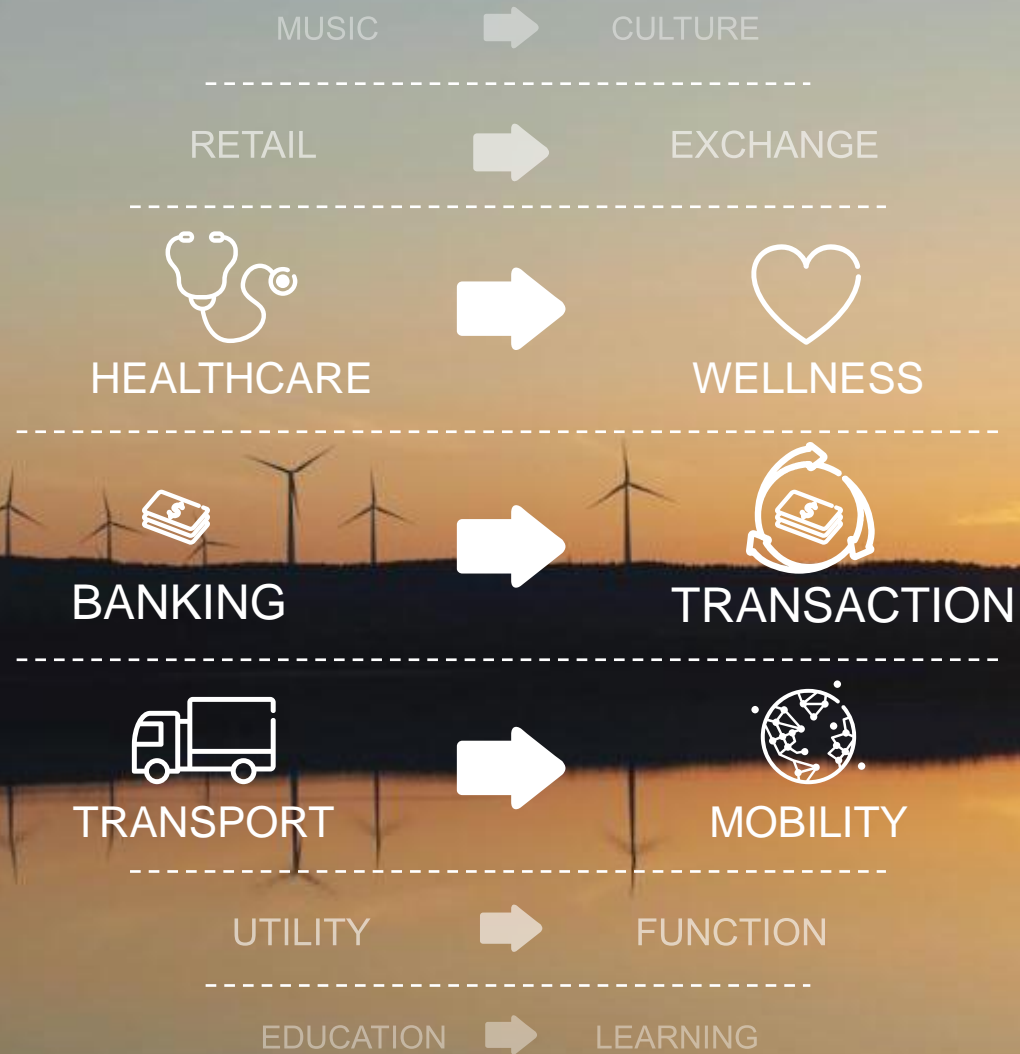 MUSIC CULTURE
RETAIL EXCHANGE
HEALTHCARE WELLNESS
$ $
BANKING TRANSACTION
TRANSPORT MOBILITY
UTILITY FUNCTION
EDUCATION LEARNING